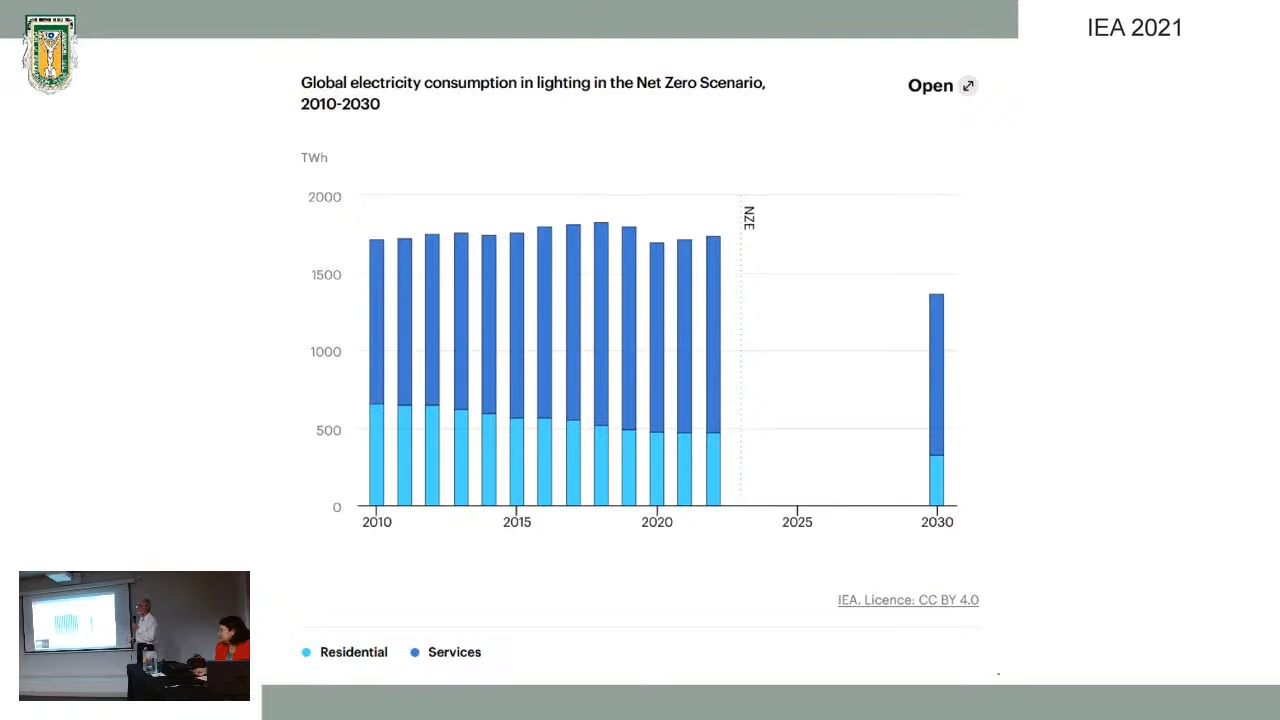 IEA 2021
Global electricity consumption in lighting in the Net Zero Scenario,
2010-2030
Open
TWh
2000
1500
1000
500
0
NZE
2010
2015
2020
2025
2030
IEA. Licence: CC BY 4.0
Residential
Services